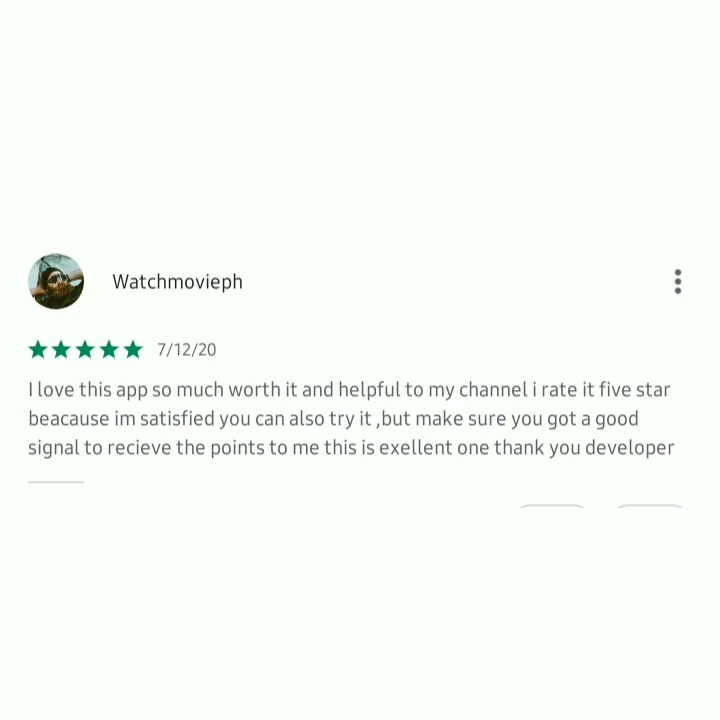 Watchmovieph
7/12/20
I love this app so much worth it and helpful to my channel i rate it five star
beacause im satisfied you can also try it ,but make sure you got a good
signal to recieve the points to me this is exellent one thank you developer